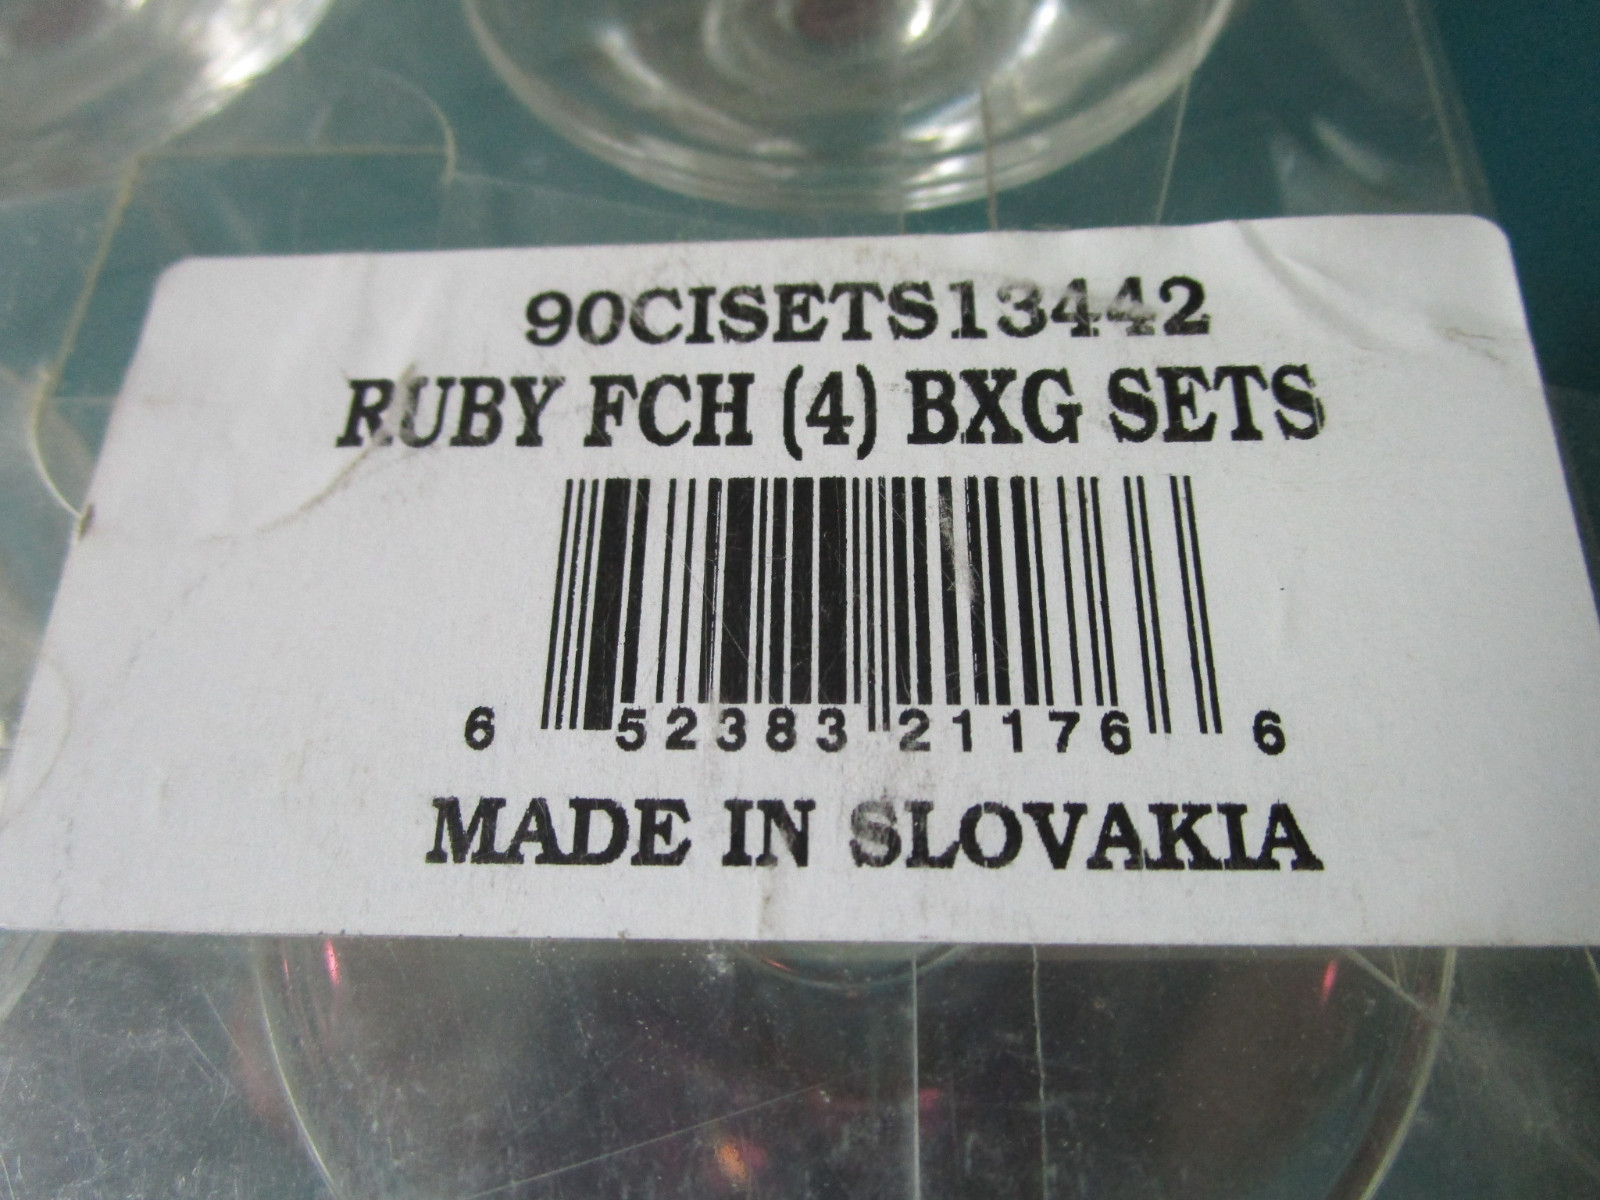 90CISETS13442
RUBY FCH (4) BXG SETS
6 52383 21176 6
MADE IN SLOVAKIA